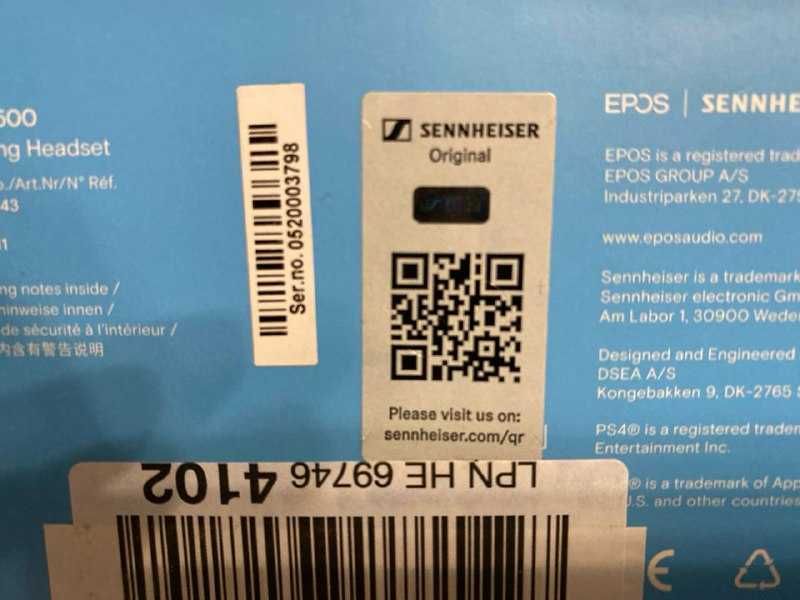 500
ng Headset
o./Art.Nr/N° Réf.
43
ng notes inside /
hinweise innen /
de sécurité à l'intérieur /
内含有警告说明
Ser.no. 0520003798
SENNHEISER
Original
Please visit us on:
sennheiser.com/qr
EPOS | SENNHE
EPOS is a registered trad
EPOS GROUP A/S
Industriparken 27, DK-275
www.eposaudio.com
Sennheiser is a trademark
Sennheiser electronic Gm
Am Labor 1, 30900 Wede
Designed and Engineered
DSEA A/S
Kongebakken 9, DK-2765
PS4® is a registered tradem
Entertainment Inc.
® is a trademark of App
U.S. and other countries
LPN HE 69746 4102
CE